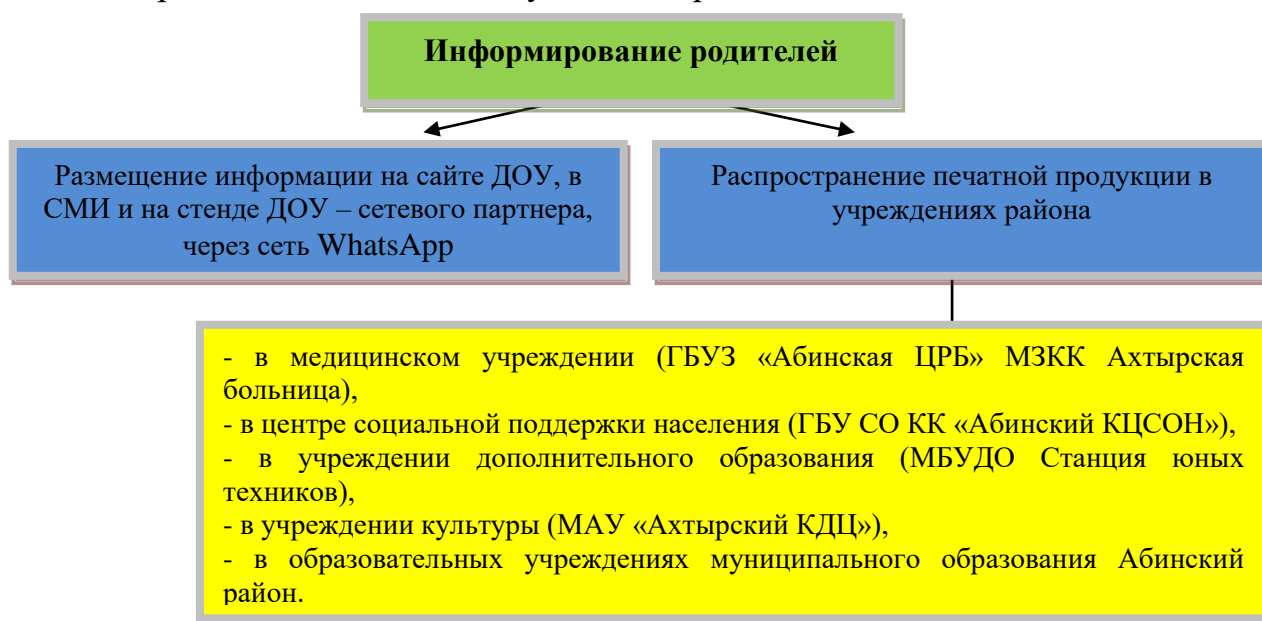 Информирование родителей
Размещение информации на сайте ДОУ, в
СМИ и на стенде ДОУ – сетевого партнера,
через сеть WhatsApp
Распространение печатной продукции в
учреждениях района
- в медицинском учреждении (ГБУЗ «Абинская ЦРБ» МЗКК Ахтырская
больница),
- в центре социальной поддержки населения (ГБУ СО КК «Абинский КЦСОН»),
- в учреждении дополнительного образования (МБУДО Станция юных
техников),
- в учреждении культуры (МАУ «Ахтырский КДЦ»),
- в образовательных учреждениях муниципального образования Абинский
район.